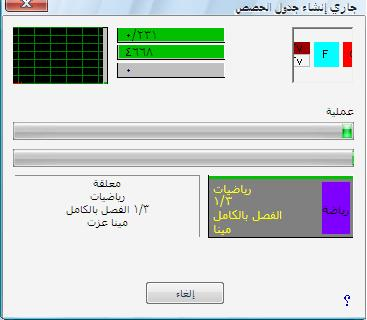 جاري إنشاء جدول الحصص
٠/٢٣١
٤٦٦٨
٠
F
عملية
معلقة
رياضيات
١/٣ الفصل بالكامل
مينا عزت
رياضيات
١/٣
الفصل بالكامل
مينا
رياضة
إلغاء
؟